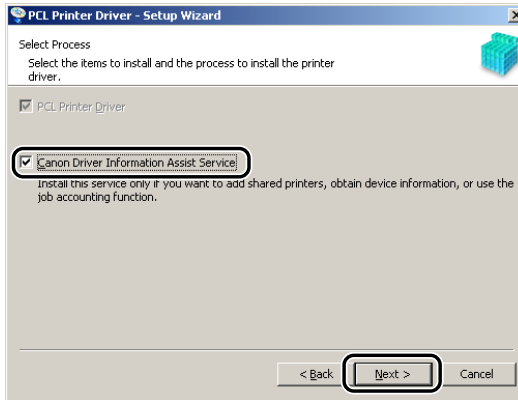 PCL Printer Driver - Setup Wizard
Select Process
Select the items to install and the process to install the printer
driver.
PCL Printer Driver
Canon Driver Information Assist Service
Install this service only if you want to add shared printers, obtain device information, or use the
job accounting function.
< Back Next > Cancel